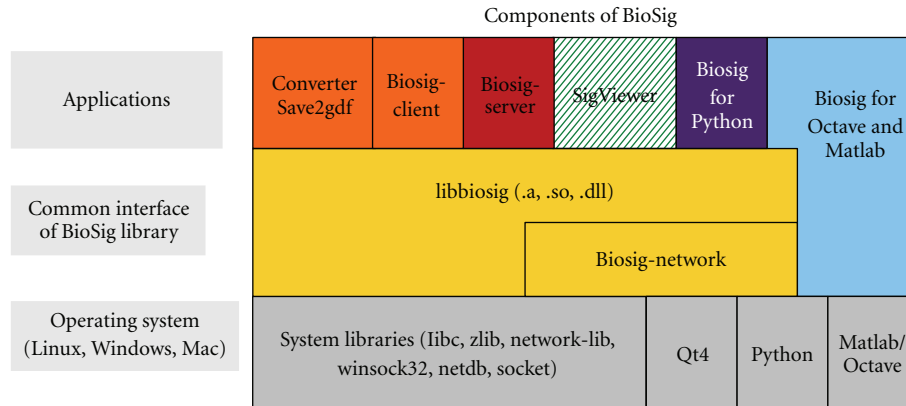 Components of BioSig
Applications
Converter
Save2gdf
Biosig-
client
Biosig-
server
SigViewer
Biosig
for
Python
Biosig for
Octave and
Matlab
Common interface
of BioSig library
libbiosig (.a, .so, .dll)
Biosig-network
Operating system
(Linux, Windows, Mac)
System libraries (Iibc, zlib, network-lib,
winsock32, netdb, socket)
Qt4
Python
Matlab/
Octave